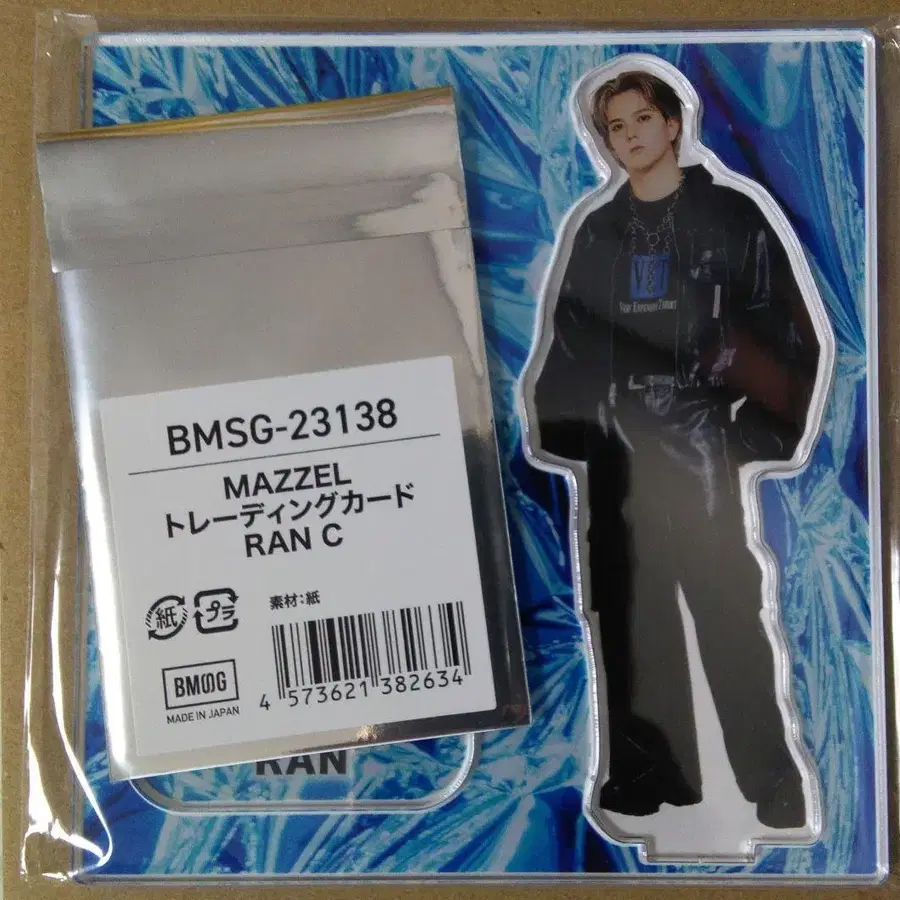 BMSG-23138
MAZZEL
トレーディングカード
RAN C
紙
プラ
素材:紙
BMSG
MADE IN JAPAN
4 573621 382634
RAN